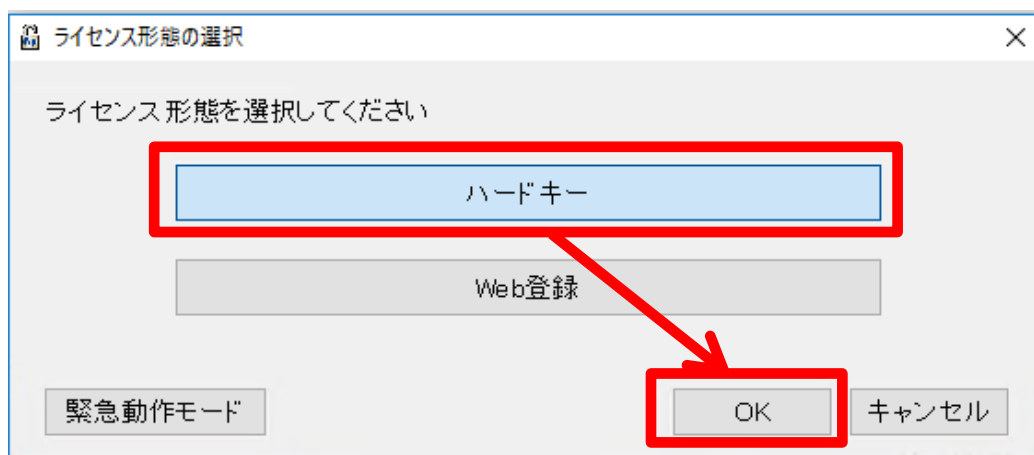 ライセンス形態の選択
ライセンス形態を選択してください
ハードキー
Web登録
緊急動作モード
OK
キャンセル